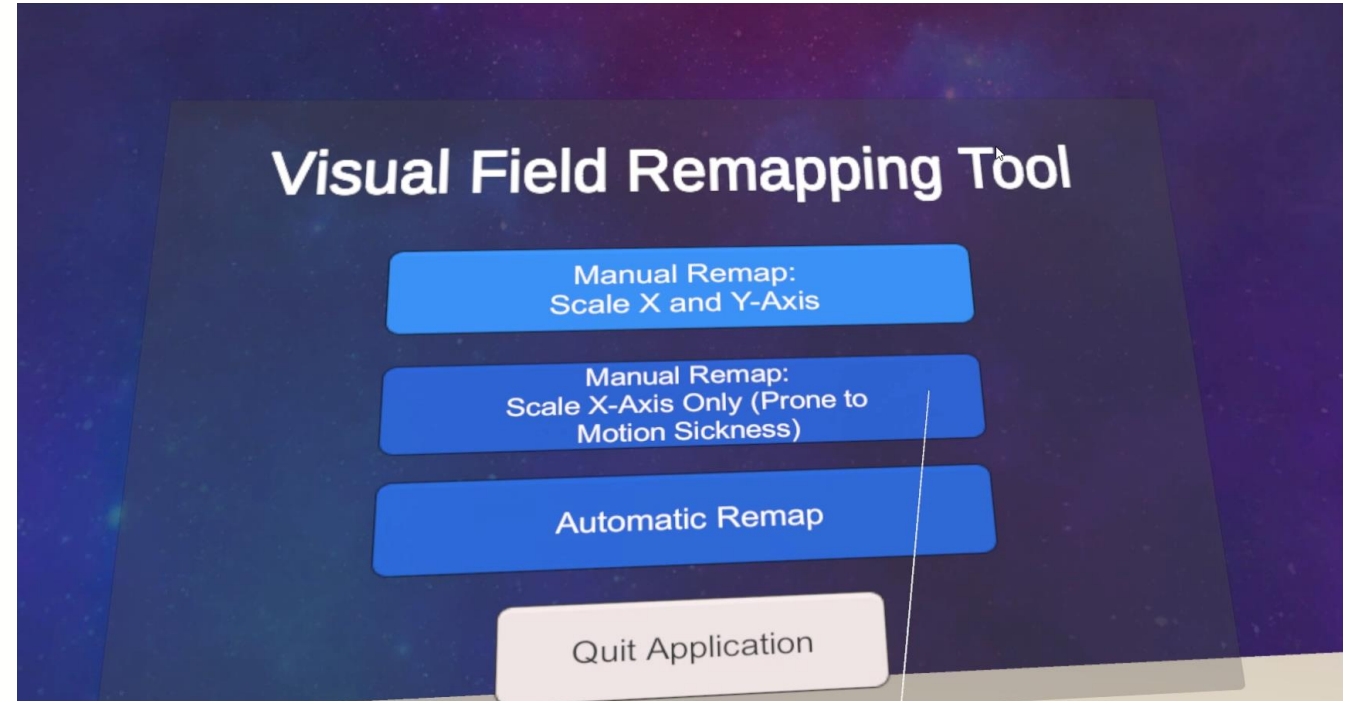 Visual Field Remapping Tool
Manual Remap:
Scale X and Y-Axis
Manual Remap:
Scale X-Axis Only (Prone to
Motion Sickness)
Automatic Remap
Quit Application